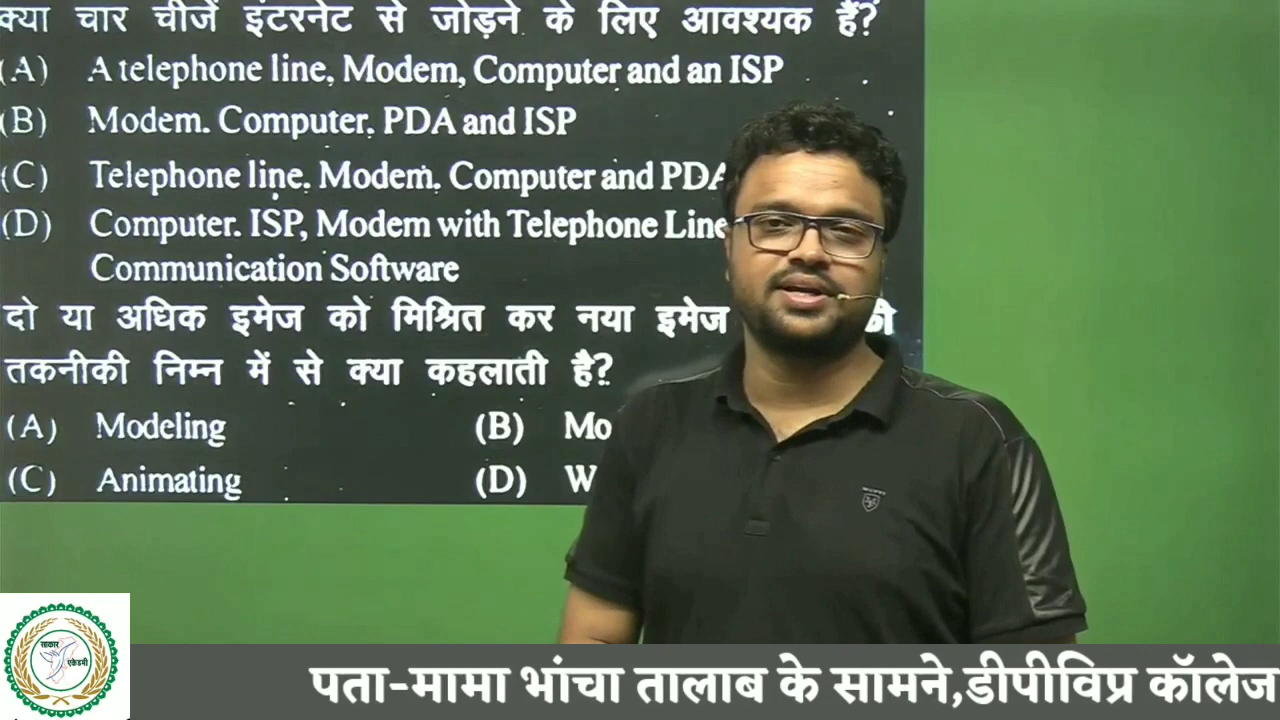 क्या चार चीजें इंटरनेट से जोड़ने के लिए आवश्यक हैं?
(A) A telephone line, Modem, Computer and an ISP
(B) Modem. Computer, PDA and ISP
(C) Telephone line. Modem. Computer and PDA
(D) Computer. ISP, Modem with Telephone Line
Communication Software
दो या अधिक इमेज को मिश्रित कर नया इमेज की
तकनीकी निम्न में से क्या कहलाती है?
(A) Modeling (B) Mo
(C) Animating (D) W
साकार
एकेडमी
पता-मामा भांचा तालाब के सामने,डीपीविप्र कॉलेज